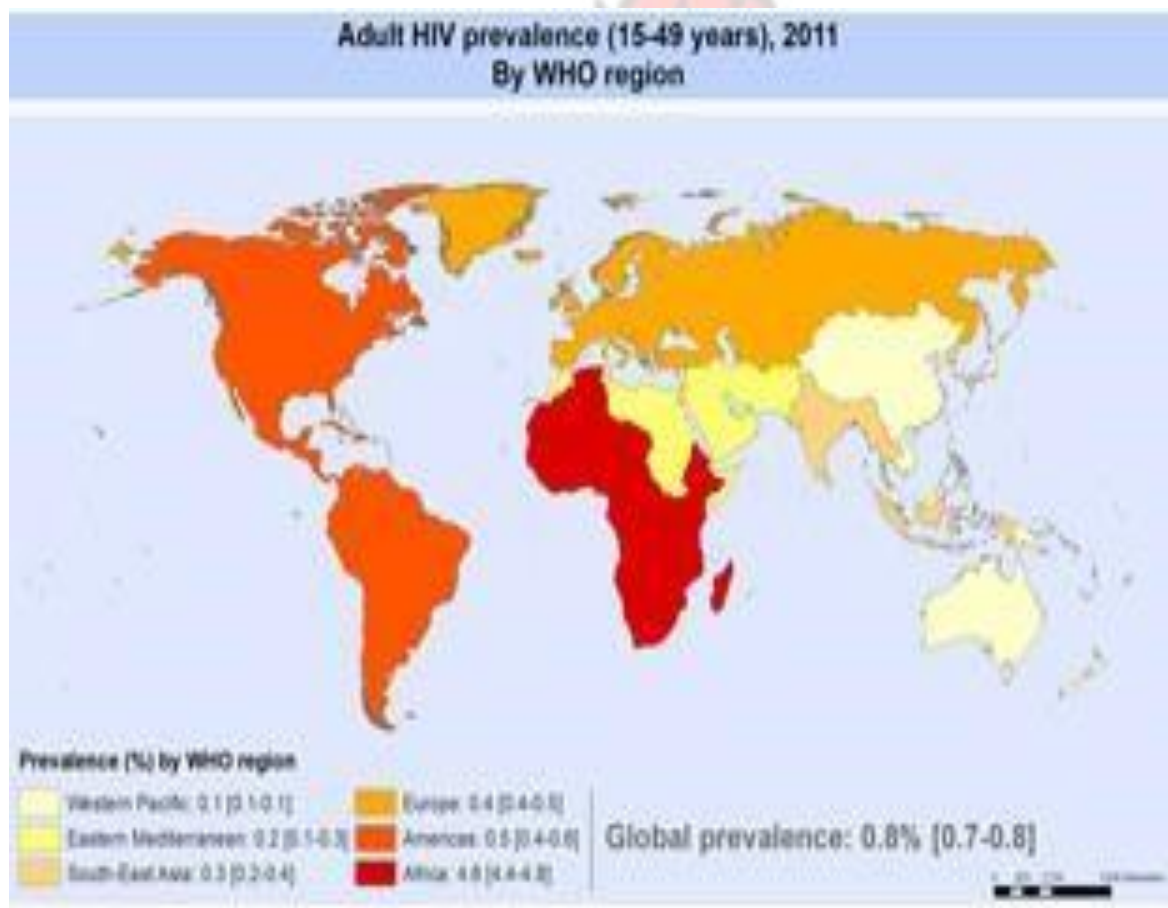 Adult HIV prevalence (15-49 years), 2011
By WHO region
Prevalence (%) by WHO region
Western Pacific: 0.1 [0.1-0.1]
Eastern Mediterranean: 0.2 [0.1-0.3]
South-East Asia: 0.3 [0.2-0.4]
Europe: 0.4 [0.4-0.5]
Americas: 0.5 [0.4-0.6]
Africa: 4.6 [4.4-4.8]
Global prevalence: 0.8% [0.7-0.8]